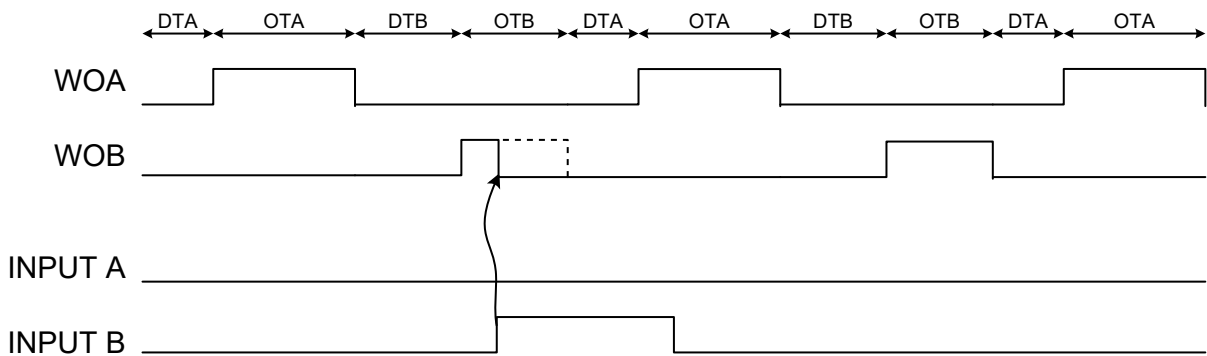 DTA OTA DTB OTB DTA OTA DTB OTB DTA OTA
WOA
WOB
INPUT A
INPUT B